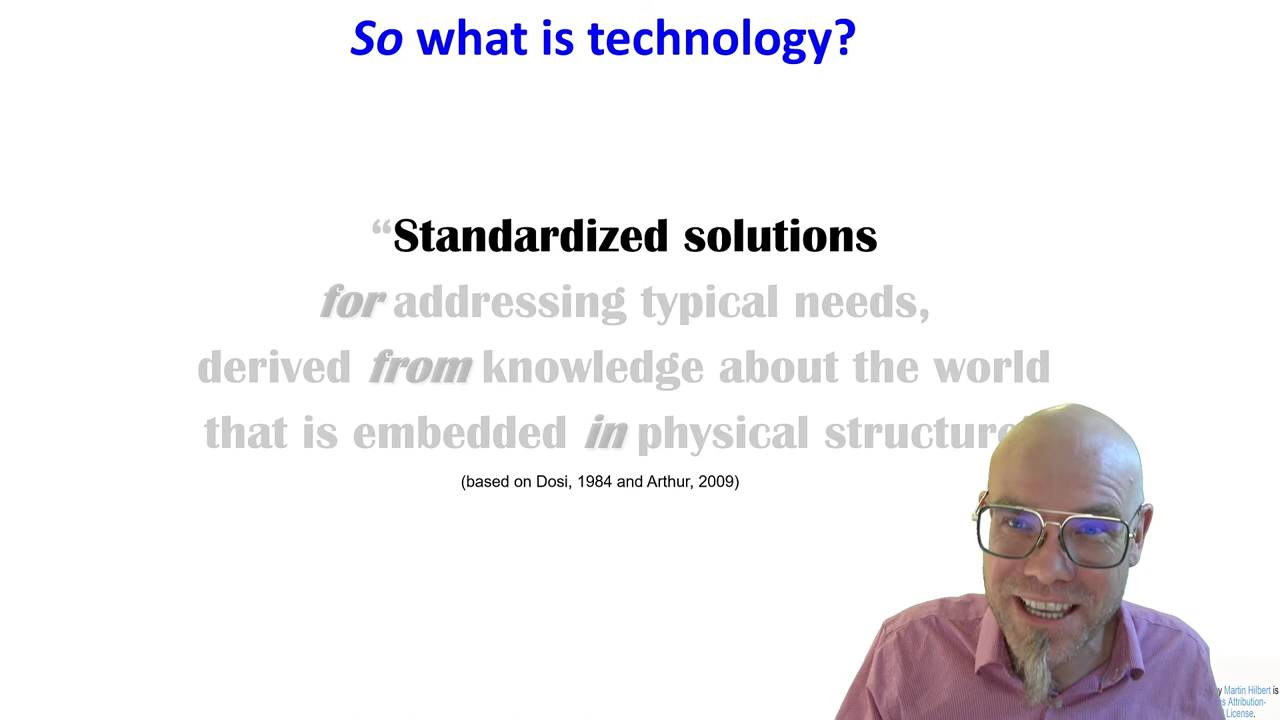 So what is technology?
“Standardized solutions
for addressing typical needs,
derived from knowledge about the world
that is embedded in physical
(based on Dosi, 1984 and Arthur, 2009)
Martin Hilbert is
Attribution-
License.